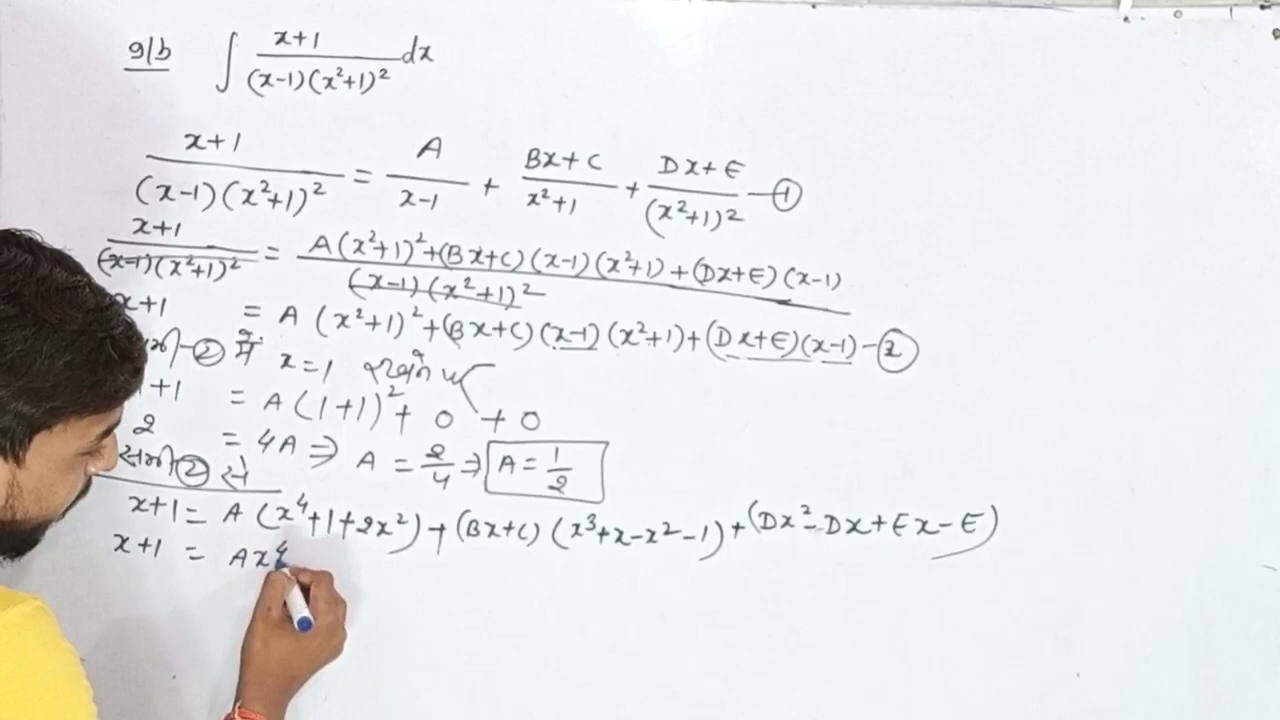 9/b ∫ x+1 / (x-1)(x²+1)² dx
x+1 / (x-1)(x²+1)² = A / x-1 + Bx+C / x²+1 + Dx+E / (x²+1)² —①
x+1 / (x-1)(x²+1)² = A(x²+1)²+(Bx+C)(x-1)(x²+1)+(Dx+E)(x-1) / (x-1)(x²+1)²
x+1 = A(x²+1)²+(Bx+C)(x-1)(x²+1)+(Dx+E)(x-1)—②
② में x=1 रखने पर
+1 = A(1+1)²+ 0 + 0
2 = 4A ⇒ A = 2/4 ⇒ A = 1/2
समी② से
x+1 = A(x⁴+1+2x²)+(Bx+C)(x³+x-x²-1)+(Dx²-Dx+Ex-E)
x+1 = Ax⁴